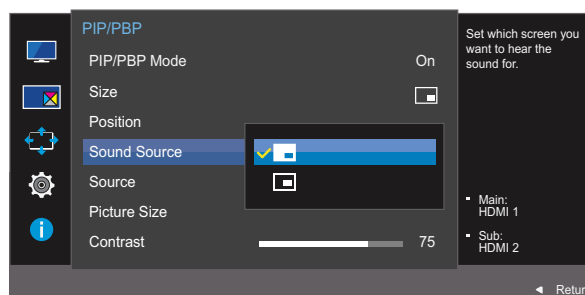 PIP/PBP
PIP/PBP Mode On
Size
Position
Sound Source
Source
Picture Size
Contrast 75
Set which screen you
want to hear the
sound for.
Main:
HDMI 1
Sub:
HDMI 2
Retur